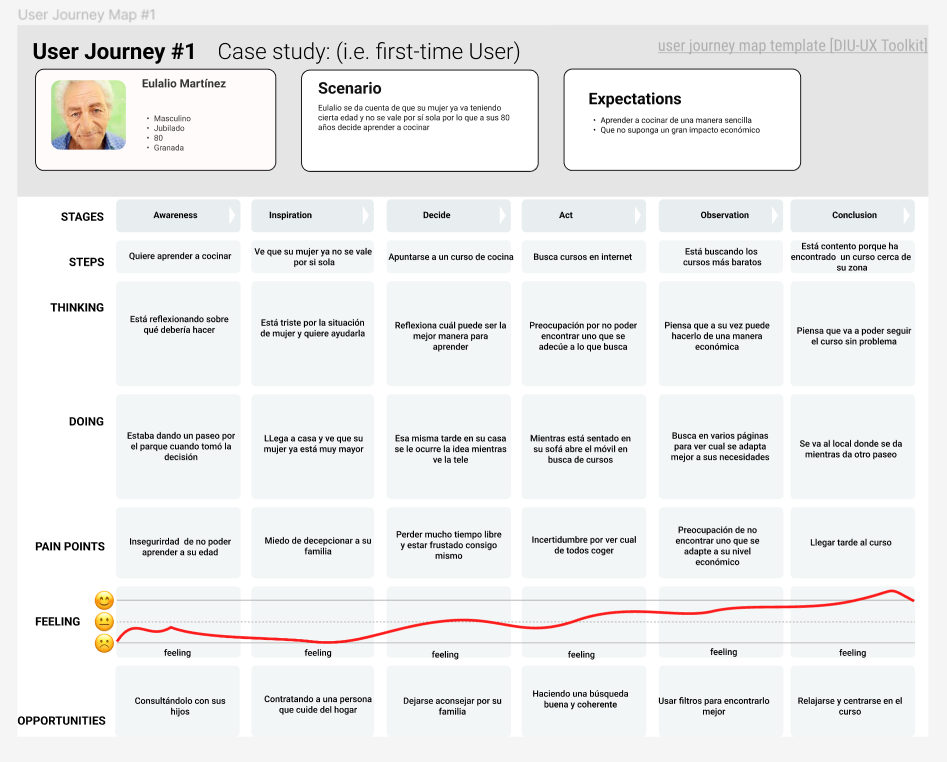 User Journey Map #1
User Journey #1 Case study: (i.e. first-time User)
user journey map template [DIU-UX Toolkit]
Eulalio Martínez
• Masculino
• Jubilado
• 80
• Granada
Scenario
Eulalio se da cuenta de que su mujer ya va teniendo
cierta edad y no se vale por sí sola por lo que a sus 80
años decide aprender a cocinar
Expectations
• Aprender a cocinar de una manera sencilla
• Que no suponga un gran impacto económico
STAGES
Awareness
Inspiration
Decide
Act
Observation
Conclusion
STEPS
Quiere aprender a cocinar
Ve que su mujer ya no se vale
por si sola
Apuntarse a un curso de cocina
Busca cursos en internet
Está buscando los
cursos más baratos
Está contento porque ha
encontrado un curso cerca de
su zona
THINKING
Está reflexionando sobre
qué debería hacer
Está triste por la situación
de mujer y quiere ayudarla
Reflexiona cuál puede ser la
mejor manera para
aprender
Preocupación por no poder
encontrar uno que se
adecúe a lo que busca
Piensa que a su vez puede
hacerlo de una manera
económica
Piensa que va a poder seguir
el curso sin problema
DOING
Estaba dando un paseo por
el parque cuando tomó la
decisión
LLega a casa y ve que su
mujer ya está muy mayor
Esa misma tarde en su casa
se le ocurre la idea mientras
ve la tele
Mientras está sentado en
su sofá abre el móvil en
busca de cursos
Busca en varios páginas
para ver cual se adapta
mejor a sus necesidades
Se va al local donde se da
mientras da otro paseo
PAIN POINTS
Insegurirdad de no poder
aprender a su edad
Miedo de decepcionar a su
familia
Perder mucho tiempo libre
y estar frustado consigo
mismo
Incertidumbre por ver cual
de todos coger
Preocupación de no
encontrar uno que se
adapte a su nivel
económico
Llegar tarde al curso
FEELING
feeling
feeling
feeling
feeling
feeling
feeling
OPPORTUNITIES
Consultándolo con sus
hijos
Contratando a una persona
que cuide del hogar
Dejarse aconsejar por su
familia
Haciendo una búsqueda
buena y coherente
Usar filtros para encontrarlo
mejor
Relajarse y centrarse en el
curso